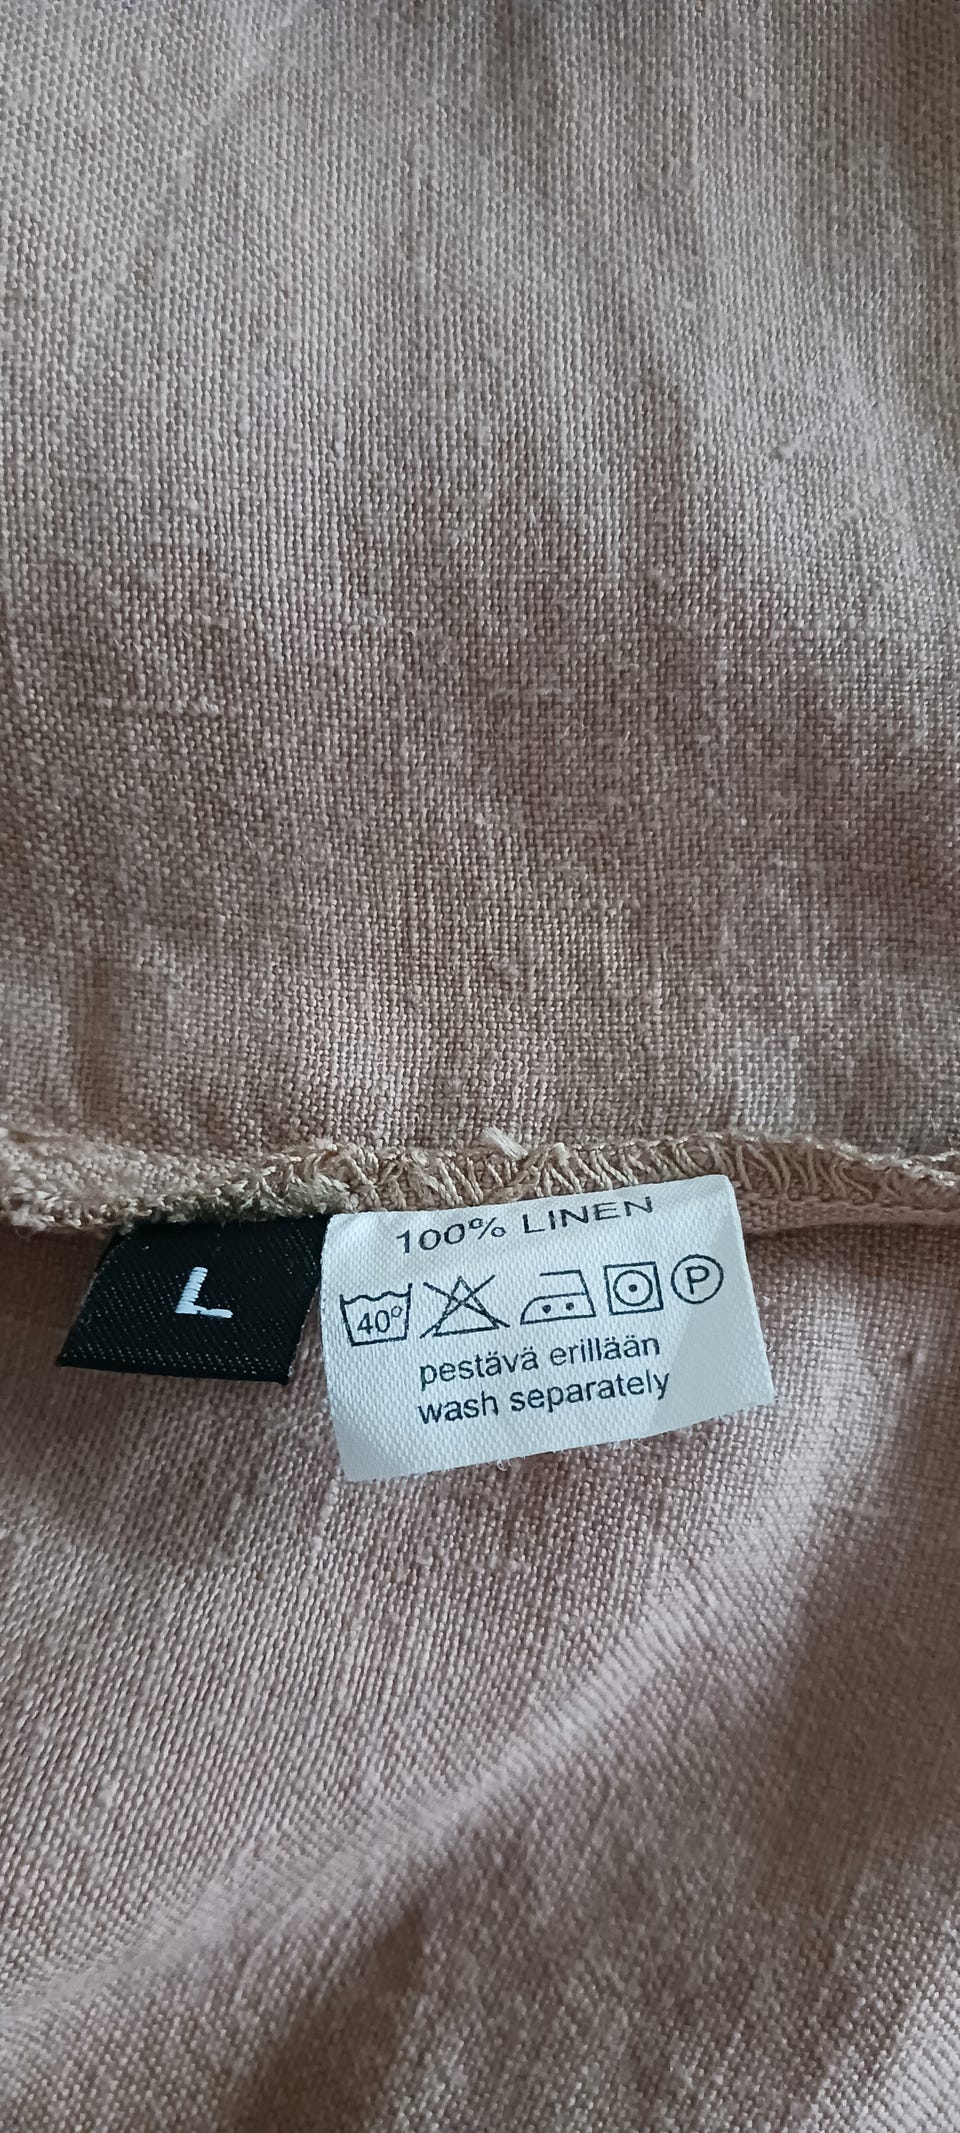 L
100% LINEN
40° P
pestävä erillään
wash separately